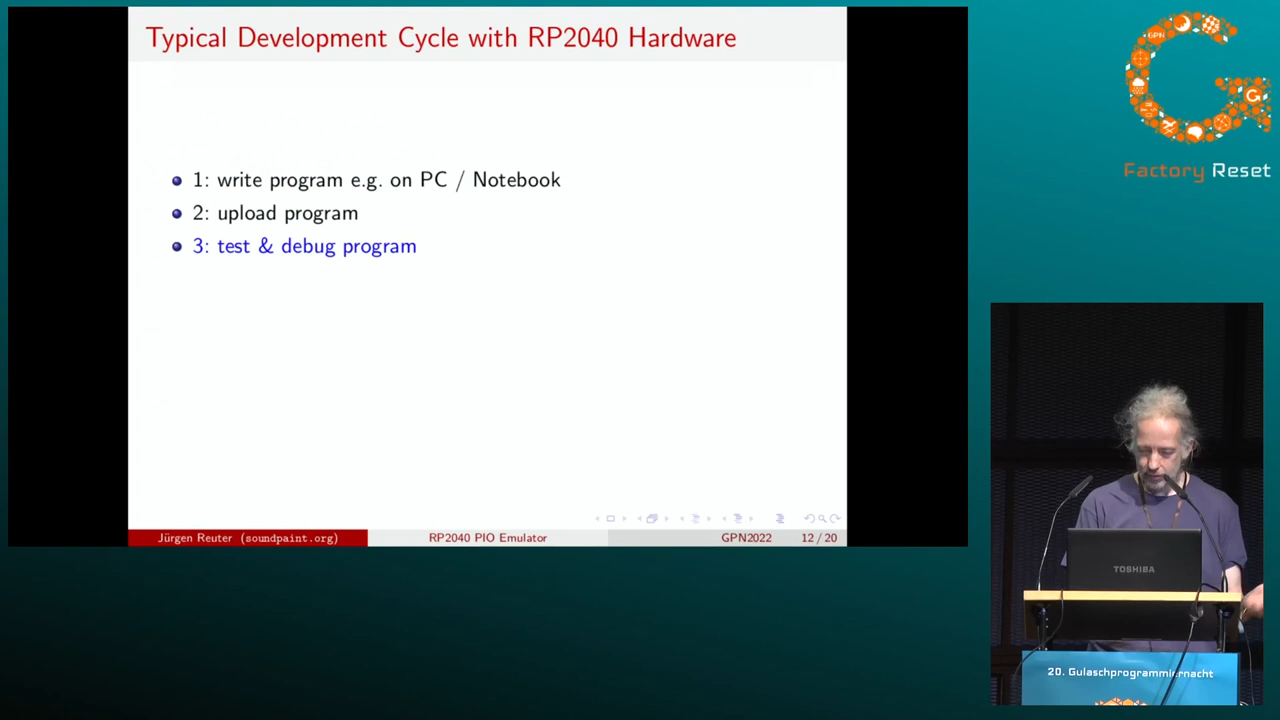 Typical Development Cycle with RP2040 Hardware
1: write program e.g. on PC / Notebook
2: upload program
3: test & debug program
Jürgen Reuter (soundpaint.org) RP2040 PIO Emulator GPN2022 12 / 20
GPN
G
Factory Reset
TOSHIBA
20. Gulaschprogrammiernacht